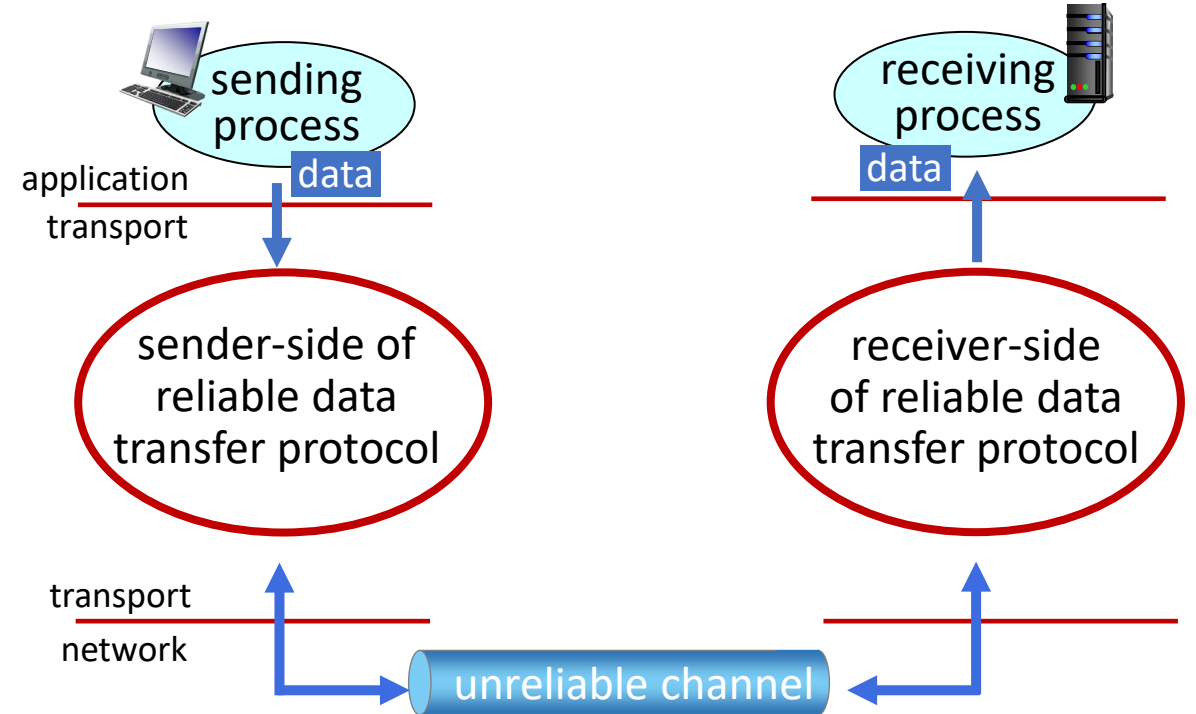 sending
process
data
application
transport
receiving
process
data
sender-side of
reliable data
transfer protocol
receiver-side
of reliable data
transfer protocol
transport
network
unreliable channel